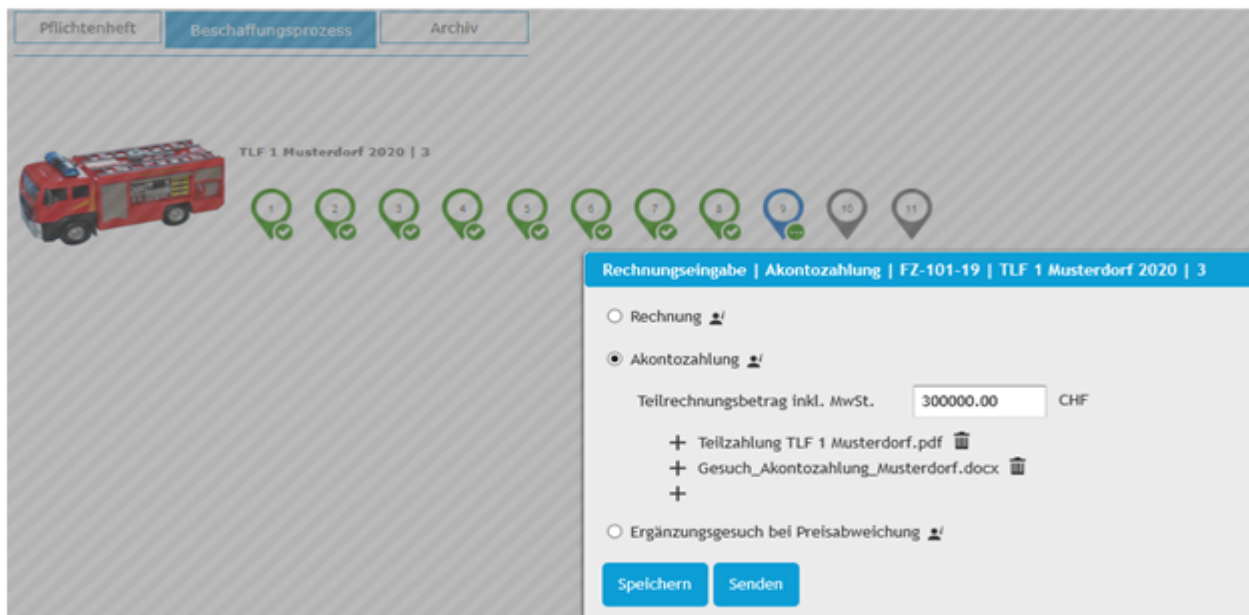 Pflichtenheft Beschaffungsprozess Archiv
TLF 1 Musterdorf 2020 | 3
1 2 3 4 5 6 7 8 9 10 11
Rechnungseingabe | Akontozahlung | FZ-101-19 | TLF 1 Musterdorf 2020 | 3
Rechnung
Akontozahlung
Teilrechnungsbetrag inkl. MwSt. 300000.00 CHF
Teilzahlung TLF 1 Musterdorf.pdf
Gesuch_Akontozahlung_Musterdorf.docx
Ergänzungsgesuch bei Preisabweichung
Speichern Senden